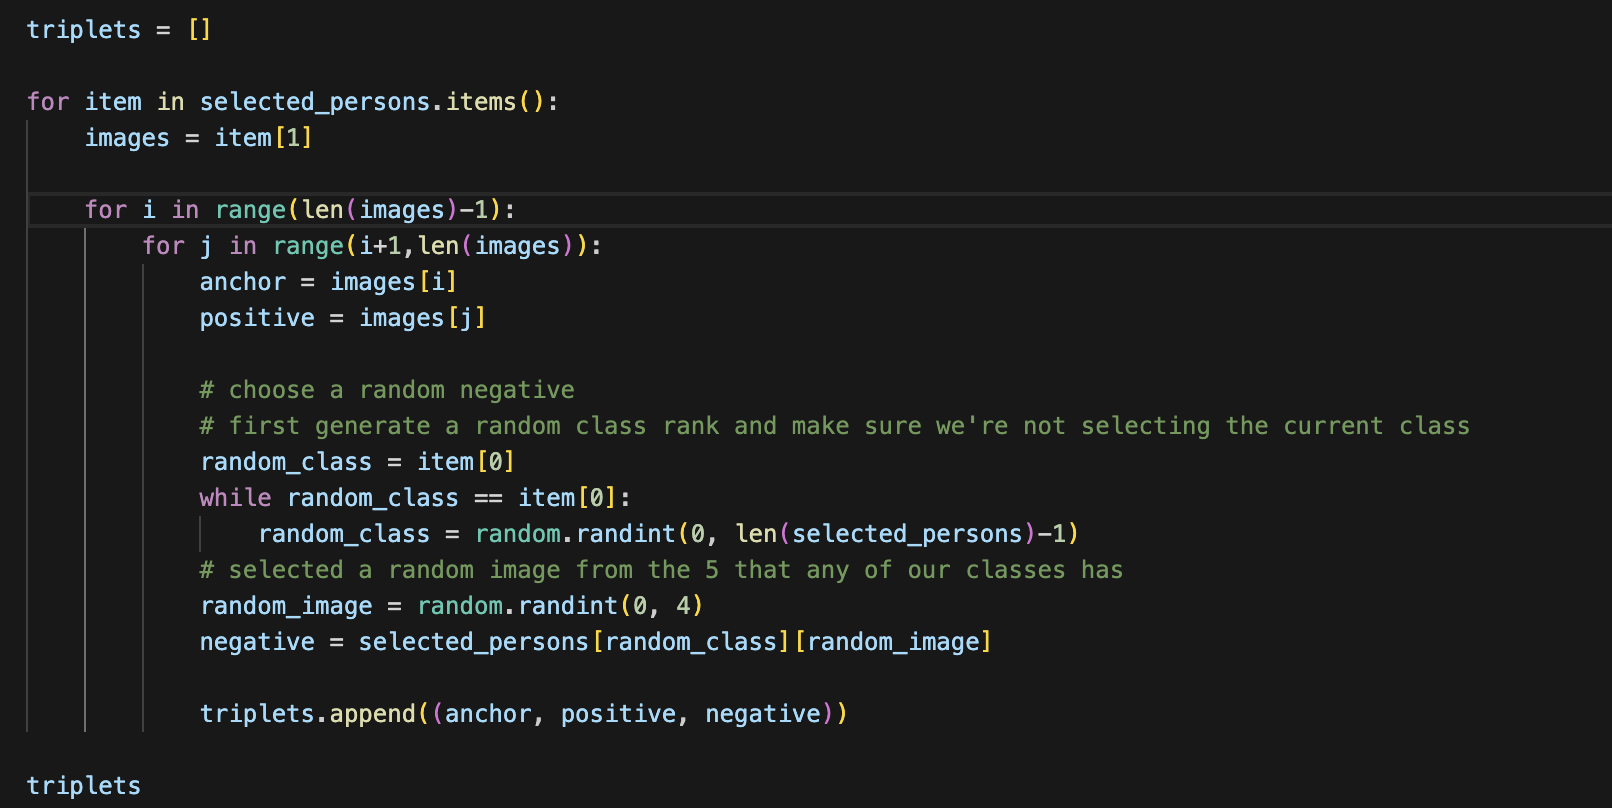 triplets = []
for item in selected_persons.items():
    images = item[1]
    for i in range(len(images)-1):
        for j in range(i+1,len(images)):
            anchor = images[i]
            positive = images[j]
            # choose a random negative
            # first generate a random class rank and make sure we're not selecting the current class
            random_class = item[0]
            while random_class == item[0]:
                random_class = random.randint(0, len(selected_persons)-1)
            # selected a random image from the 5 that any of our classes has
            random_image = random.randint(0, 4)
            negative = selected_persons[random_class][random_image]
            triplets.append((anchor, positive, negative))
triplets